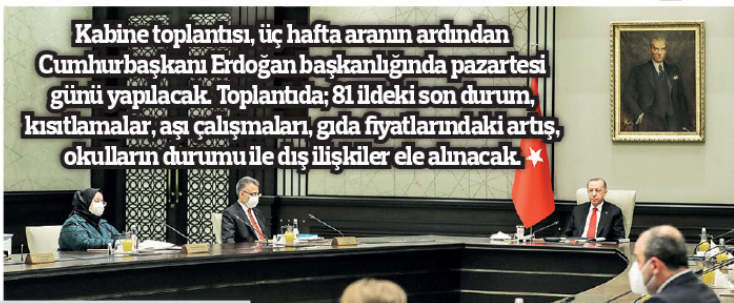 Kabine toplantısı, üç hafta aranın ardından
Cumhurbaşkanı Erdoğan başkanlığında pazartesi
günü yapılacak. Toplantıda; 81 ildeki son durum,
kısıtlamalar, aşı çalışmaları, gıda fiyatlarındaki artış,
okulların durumu ile dış ilişkiler ele alınacak.